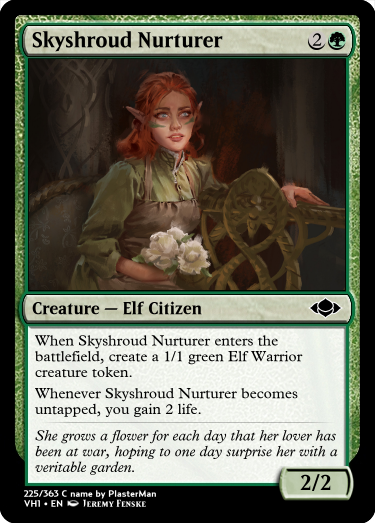 Skyshroud Nurturer 2
Creature — Elf Citizen
When Skyshroud Nurturer enters the
battlefield, create a 1/1 green Elf Warrior
creature token.
Whenever Skyshroud Nurturer becomes
untapped, you gain 2 life.
She grows a flower for each day that her lover has
been at war, hoping to one day surprise her with a
veritable garden.
2/2
225/363 C name by PlasterMan
VH1 • EN Jeremy Fenske